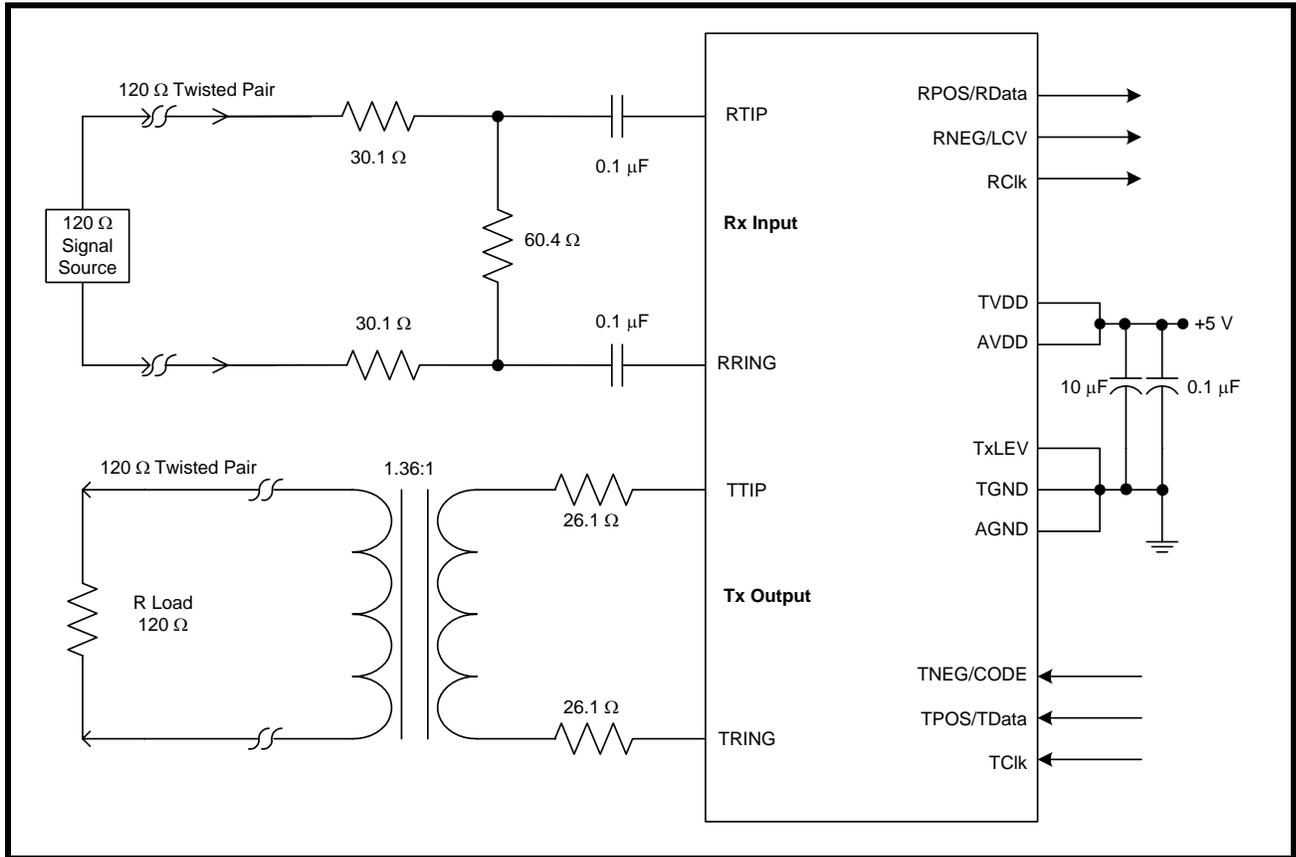 120 Ω Twisted Pair
30.1 Ω
0.1 μF
RTIP
120 Ω
Signal
Source
60.4 Ω
Rx Input
30.1 Ω
0.1 μF
RRING
120 Ω Twisted Pair
1.36:1
26.1 Ω
TTIP
R Load
120 Ω
Tx Output
26.1 Ω
TRING
RPOS/RData
RNEG/LCV
RClk
TVDD
AVDD
+5 V
10 μF
0.1 μF
TxLEV
TGND
AGND
TNEG/CODE
TPOS/TData
TClk